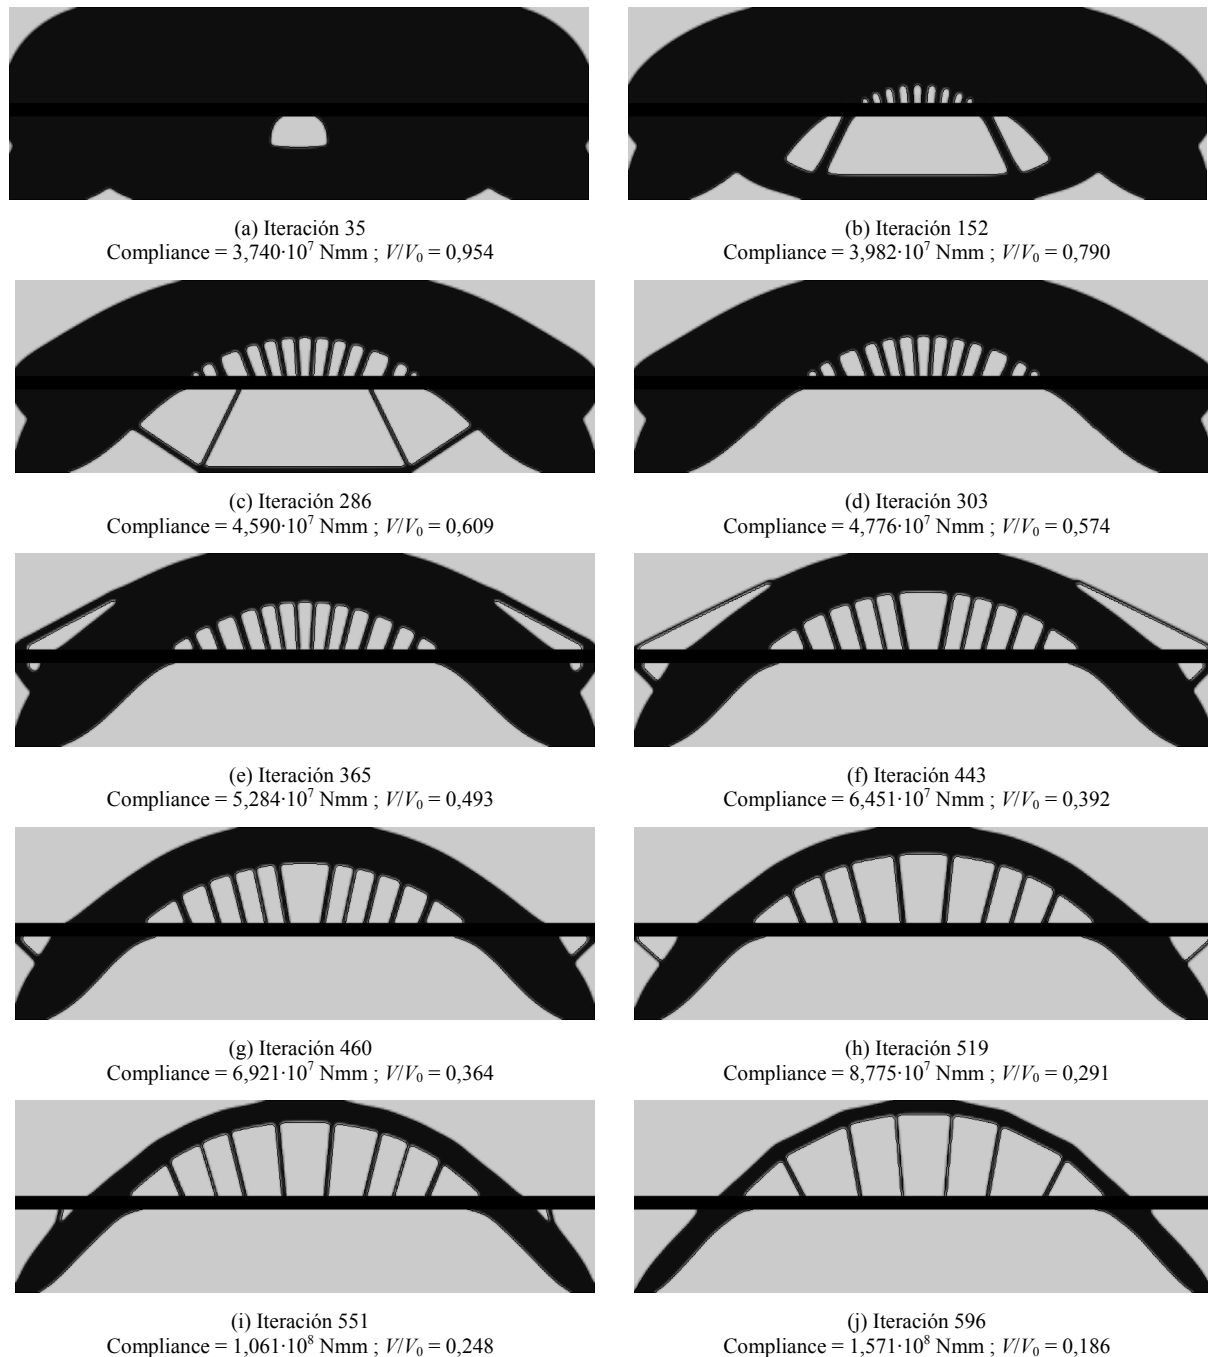 (a) Iteración 35
Compliance = 3,740·10⁷ Nmm ; V/V₀ = 0,954
(b) Iteración 152
Compliance = 3,982·10⁷ Nmm ; V/V₀ = 0,790
(c) Iteración 286
Compliance = 4,590·10⁷ Nmm ; V/V₀ = 0,609
(d) Iteración 303
Compliance = 4,776·10⁷ Nmm ; V/V₀ = 0,574
(e) Iteración 365
Compliance = 5,284·10⁷ Nmm ; V/V₀ = 0,493
(f) Iteración 443
Compliance = 6,451·10⁷ Nmm ; V/V₀ = 0,392
(g) Iteración 460
Compliance = 6,921·10⁷ Nmm ; V/V₀ = 0,364
(h) Iteración 519
Compliance = 8,775·10⁷ Nmm ; V/V₀ = 0,291
(i) Iteración 551
Compliance = 1,061·10⁸ Nmm ; V/V₀ = 0,248
(j) Iteración 596
Compliance = 1,571·10⁸ Nmm ; V/V₀ = 0,186